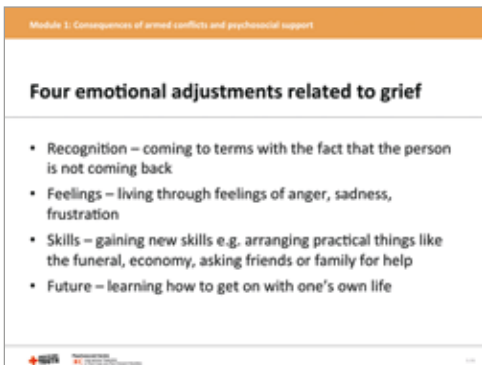 Module 1: Consequences of armed conflicts and psychosocial support
Four emotional adjustments related to grief
• Recognition – coming to terms with the fact that the person
is not coming back
• Feelings – living through feelings of anger, sadness,
frustration
• Skills – gaining new skills e.g. arranging practical things like
the funeral, economy, asking friends or family for help
• Future – learning how to get on with one's own life
Psychosocial Centre